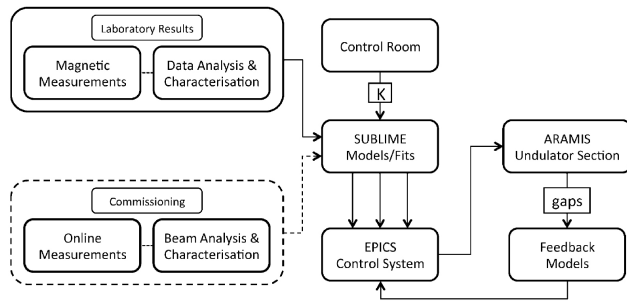 Laboratory Results
Magnetic
Measurements
Data Analysis &
Characterisation
Control Room
K
SUBLIME
Models/Fits
ARAMIS
Undulator Section
Commissioning
gaps
Online
Measurements
Beam Analysis &
Characterisation
EPICS
Control System
Feedback
Models